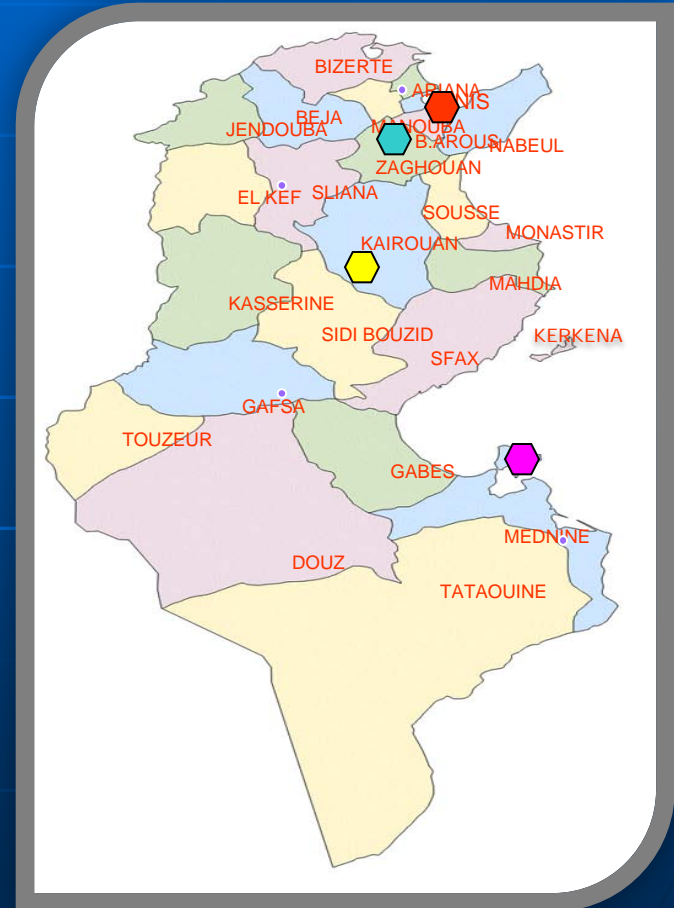 BIZERTE
ARIANA
NIS
BEJA
JENDOUBA
MANOUBA
B.AROUS
NABEUL
ZAGHOUAN
EL KEF
SLIANA
SOUSSE
MONASTIR
KAIROUAN
MAHDIA
KASSERINE
SIDI BOUZID
KERKENA
SFAX
GAFSA
TOUZEUR
GABES
MEDNINE
DOUZ
TATAOUINE